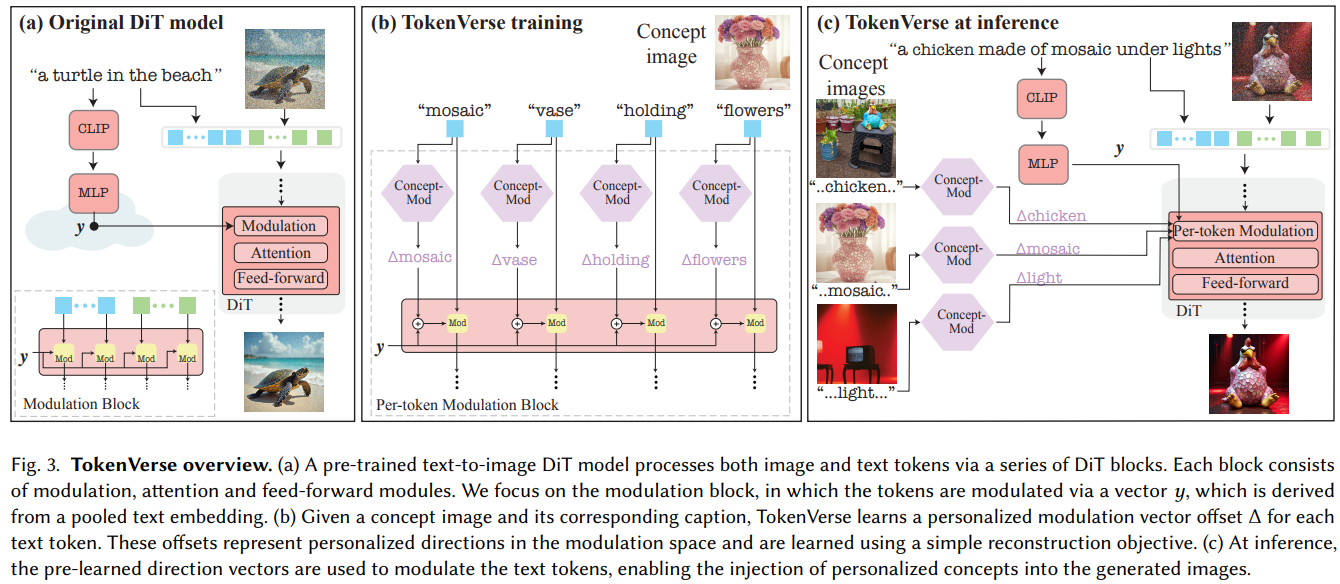 (a) Original DiT model
"a turtle in the beach"
CLIP
MLP
y
Modulation
Attention
Feed-forward
DiT
y
Mod
Mod
Mod
Mod
Modulation Block
(b) TokenVerse training
Concept
image
"mosaic"
"vase"
"holding"
"flowers"
Concept-
Mod
Concept-
Mod
Concept-
Mod
Concept-
Mod
Δmosaic
Δvase
Δholding
Δflowers
+
Mod
+
Mod
+
Mod
+
Mod
y
Per-token Modulation Block
(c) TokenVerse at inference
"a chicken made of mosaic under lights"
Concept
images
CLIP
MLP
y
"..chicken.."
Concept-
Mod
Δchicken
"..mosaic.."
Concept-
Mod
Δmosaic
"...light..."
Concept-
Mod
Δlight
Per-token Modulation
Attention
Feed-forward
DiT
Fig. 3. TokenVerse overview. (a) A pre-trained text-to-image DiT model processes both image and text tokens via a series of DiT blocks. Each block consists
of modulation, attention and feed-forward modules. We focus on the modulation block, in which the tokens are modulated via a vector y, which is derived
from a pooled text embedding. (b) Given a concept image and its corresponding caption, TokenVerse learns a personalized modulation vector offset Δ for each
text token. These offsets represent personalized directions in the modulation space and are learned using a simple reconstruction objective. (c) At inference,
the pre-learned direction vectors are used to modulate the text tokens, enabling the injection of personalized concepts into the generated images.